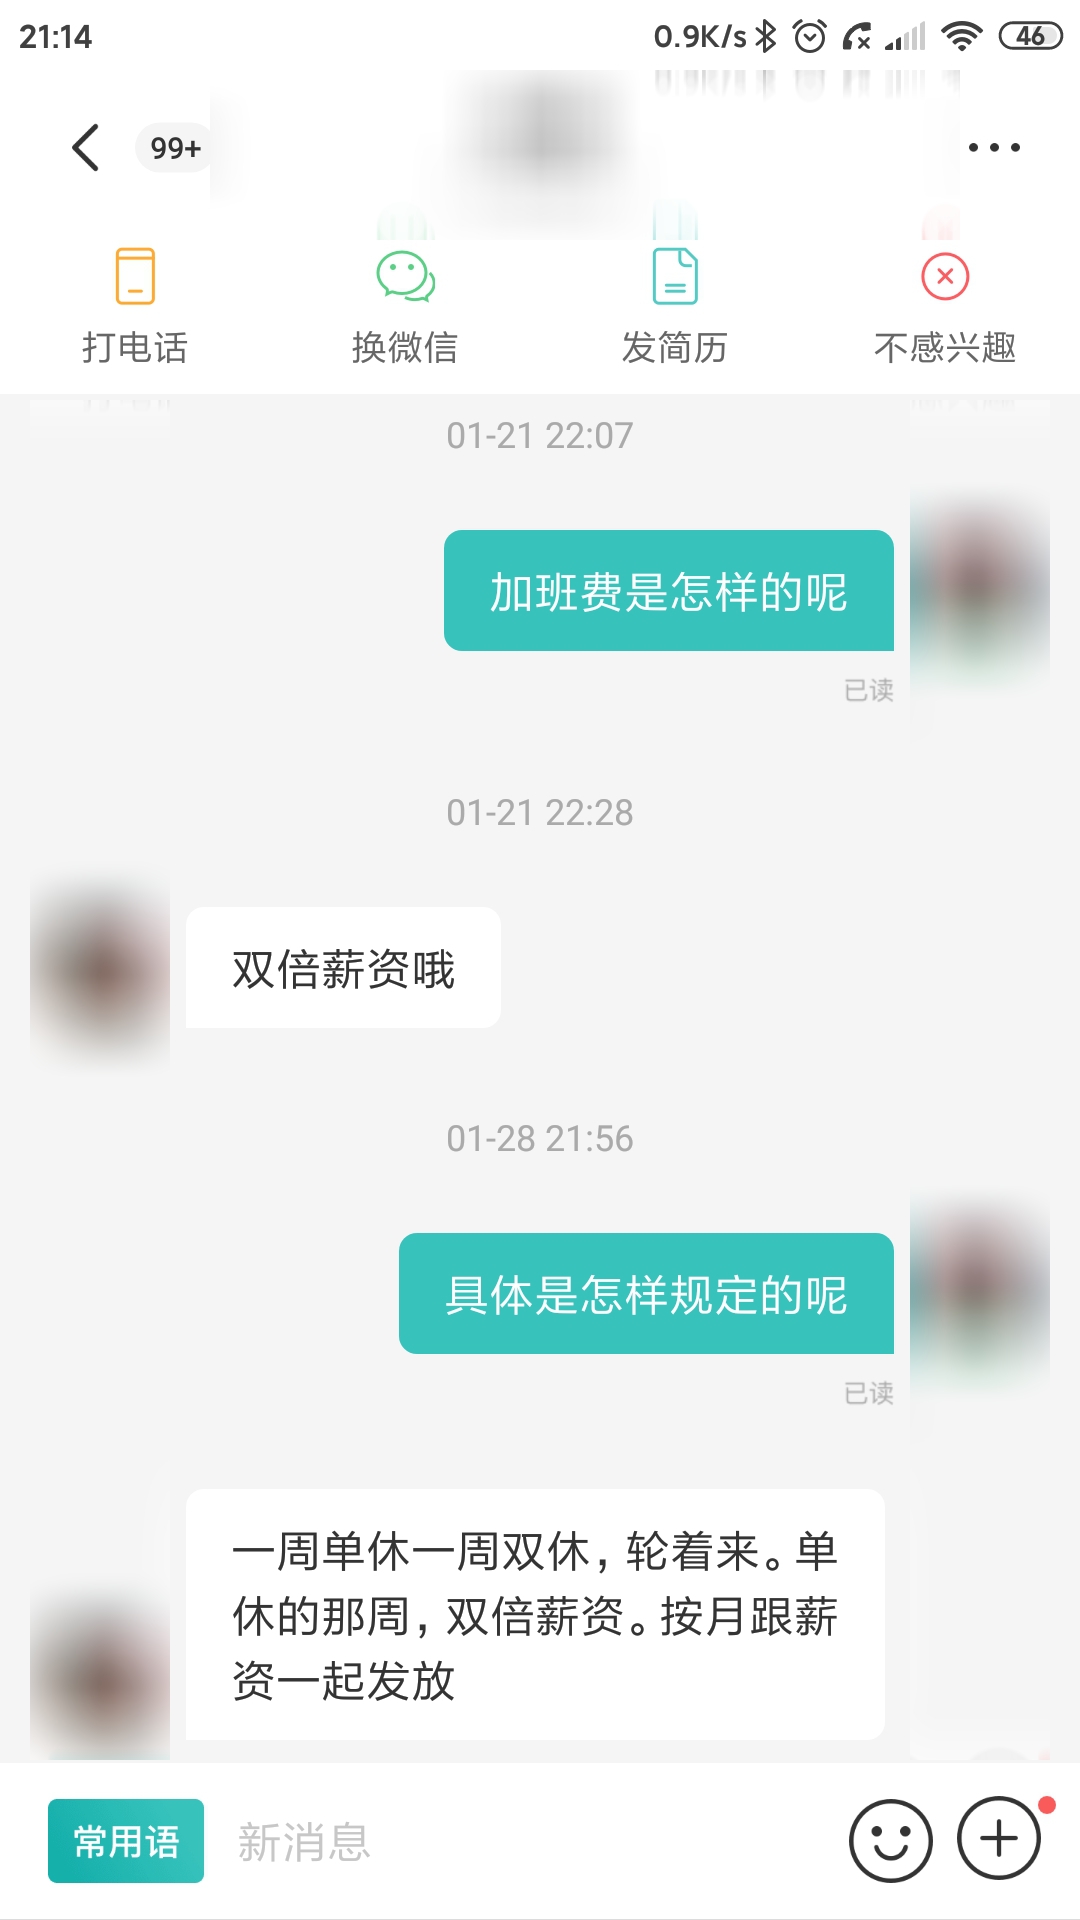 21:14 0.9K/s 46
99+
打电话 换微信 发简历 不感兴趣
01-21 22:07
加班费是怎样的呢
已读
01-21 22:28
双倍薪资哦
01-28 21:56
具体是怎样规定的呢
已读
一周单休一周双休，轮着来。单
休的那周，双倍薪资。按月跟薪
资一起发放
常用语 新消息